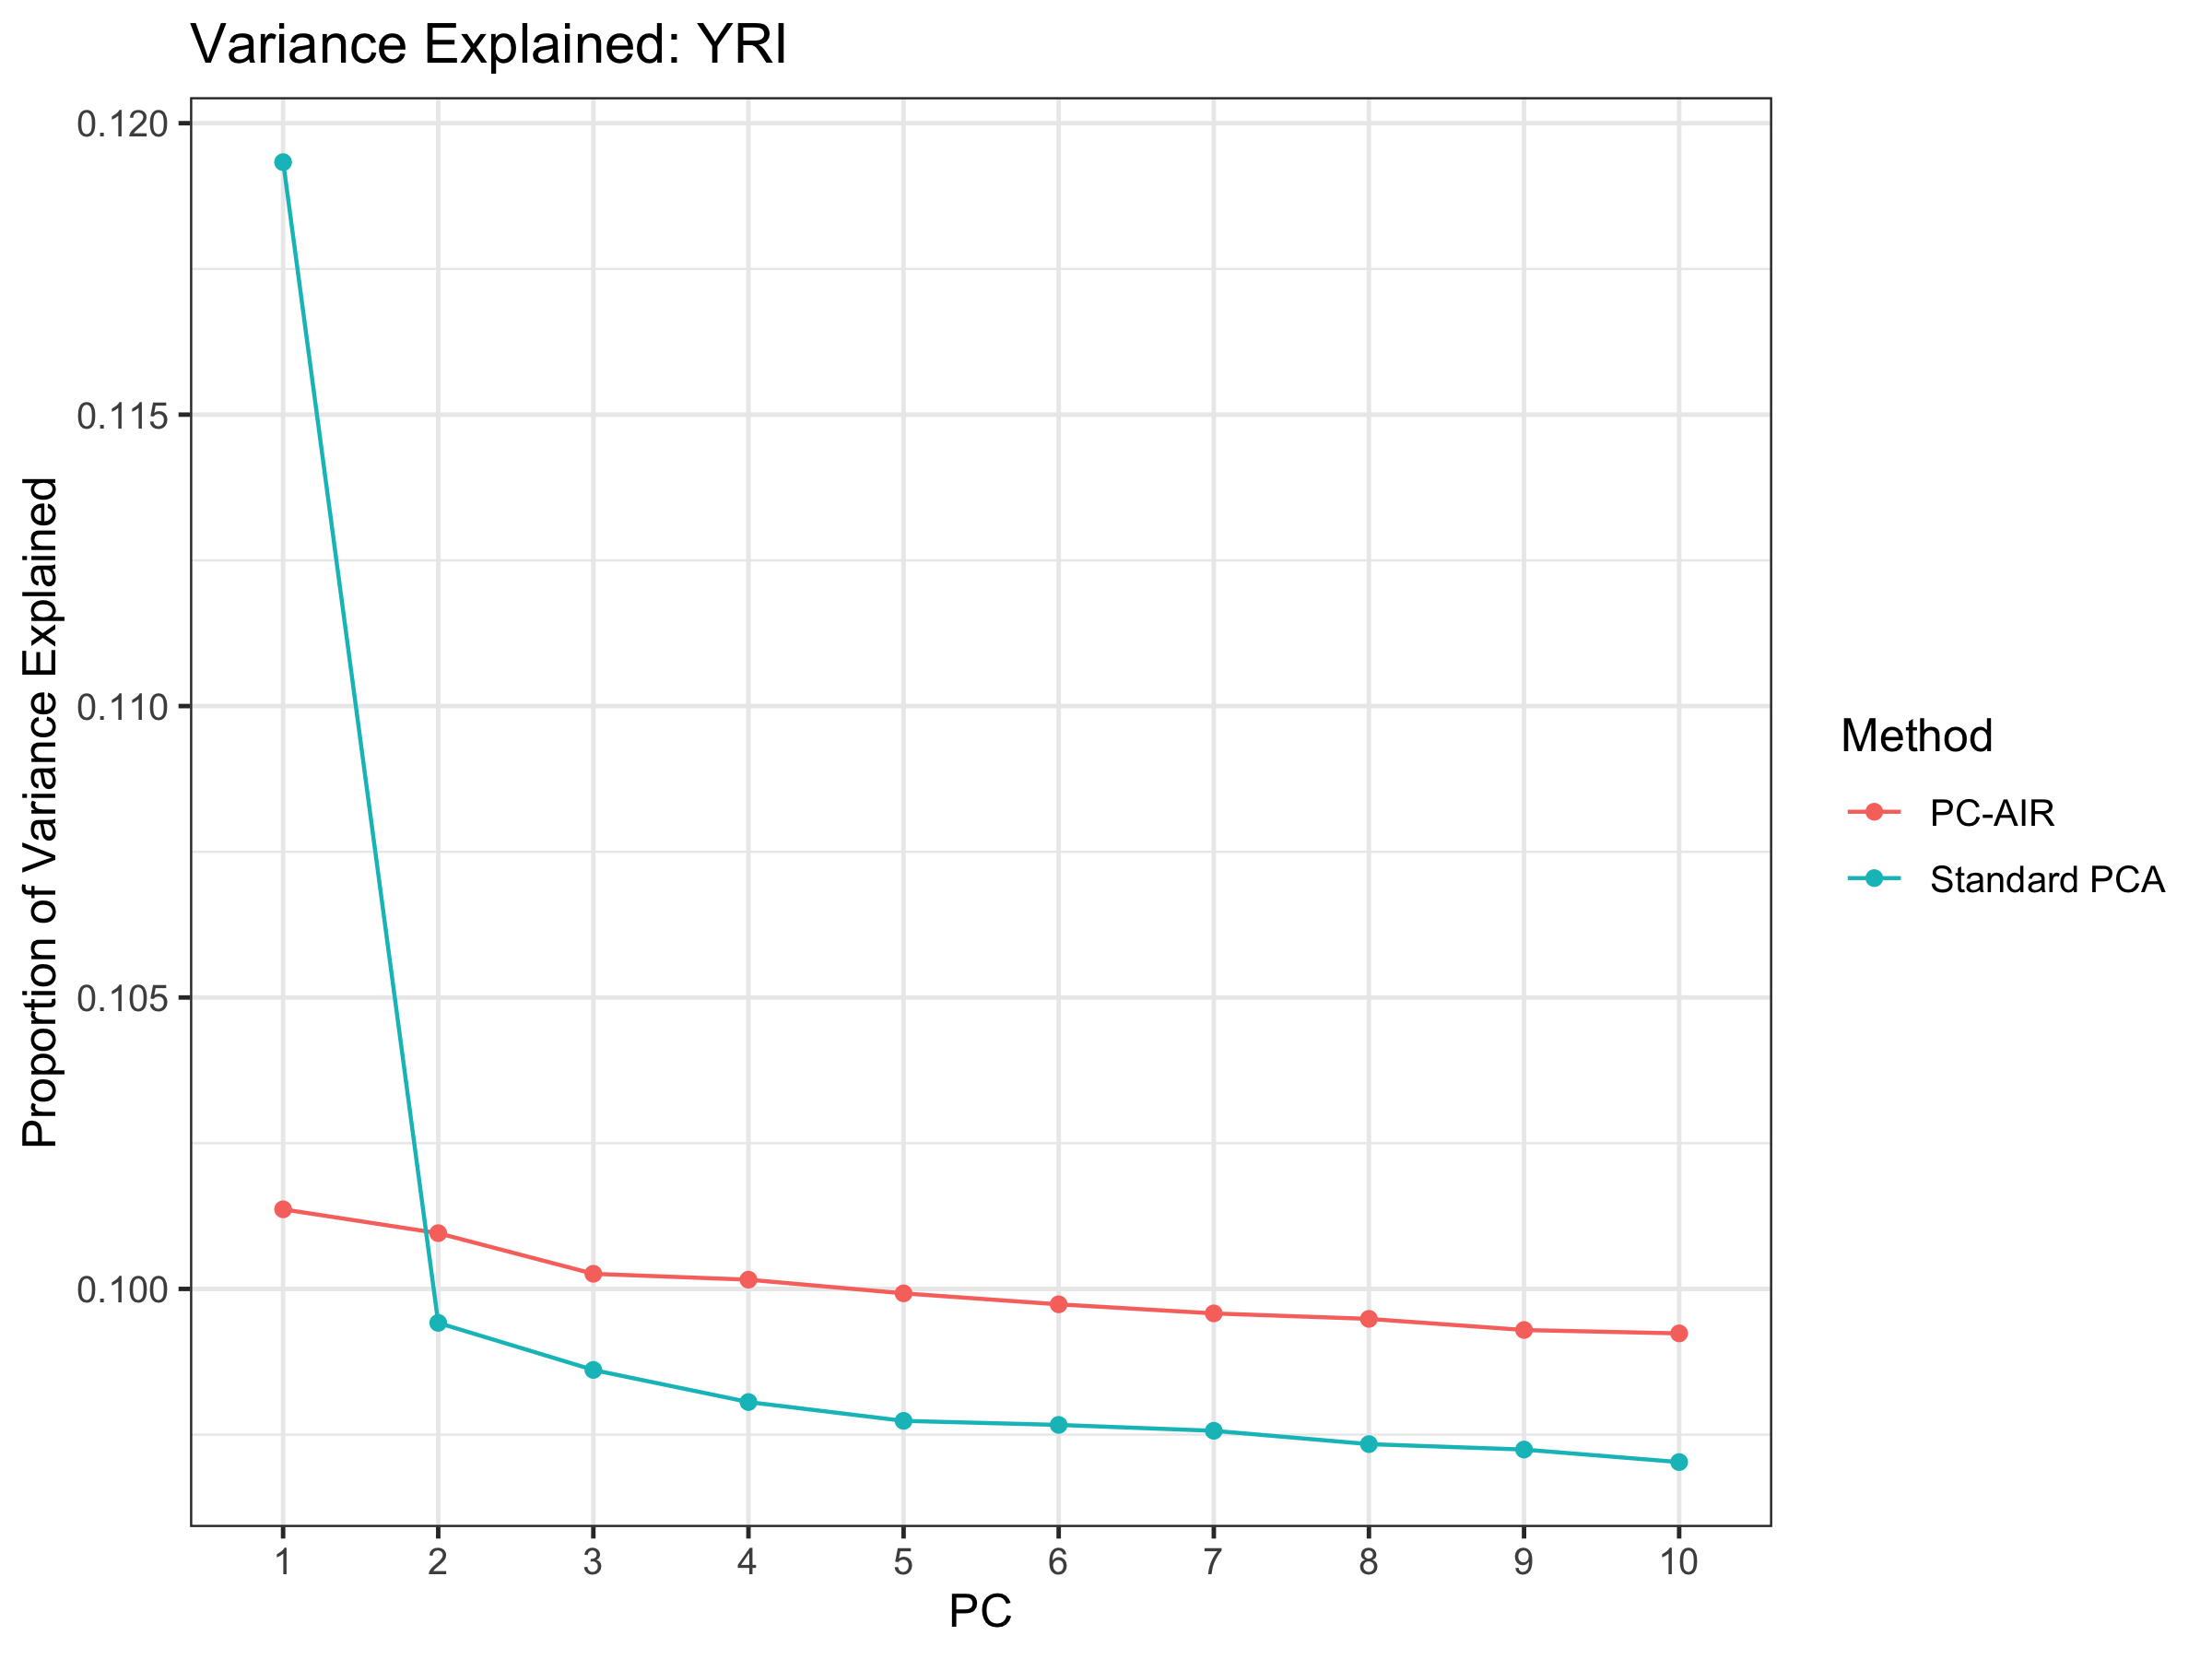 Variance Explained: YRI
Proportion of Variance Explained
0.120
0.115
0.110
0.105
0.100
1 2 3 4 5 6 7 8 9 10
PC
Method
PC-AIR
Standard PCA